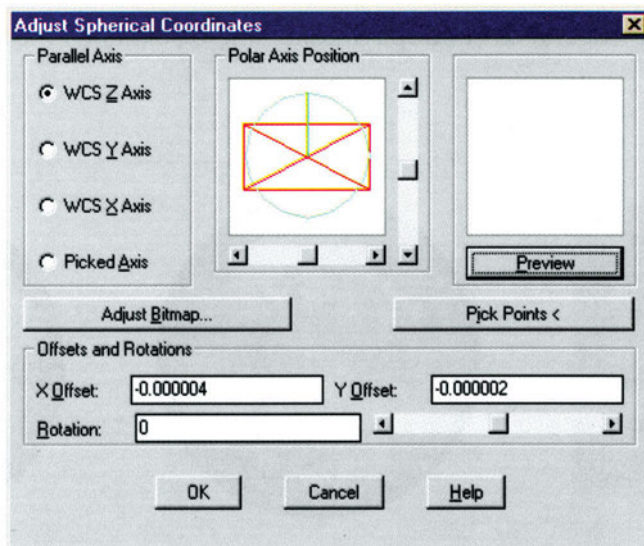 Adjust Spherical Coordinates
Parallel Axis
WCS Z Axis
WCS Y Axis
WCS X Axis
Picked Axis
Polar Axis Position
Preview
Adjust Bitmap...
Pick Points <
Offsets and Rotations
X Offset: -0.000004 Y Offset: -0.000002
Rotation: 0
OK Cancel Help